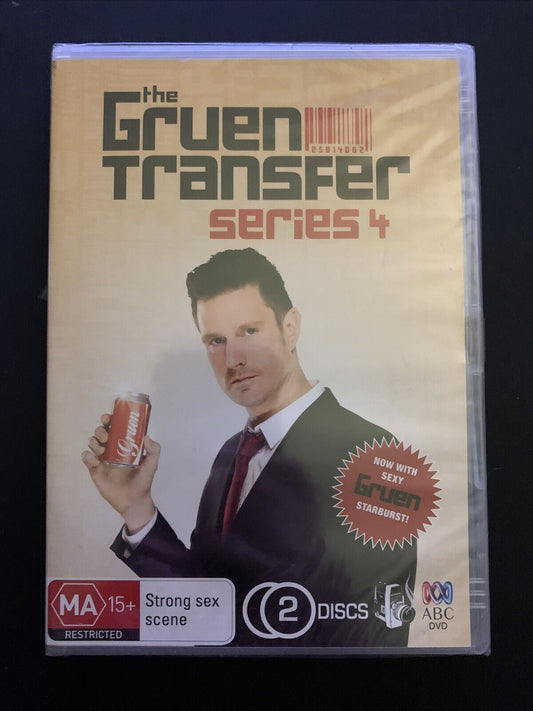 the
Gruen
25014062
Transfer
series 4
Gruen
NOW WITH
SEXY
Gruen
STARBURST!
MA 15+
RESTRICTED
Strong sex
scene
2 DISCS
ABC
DVD